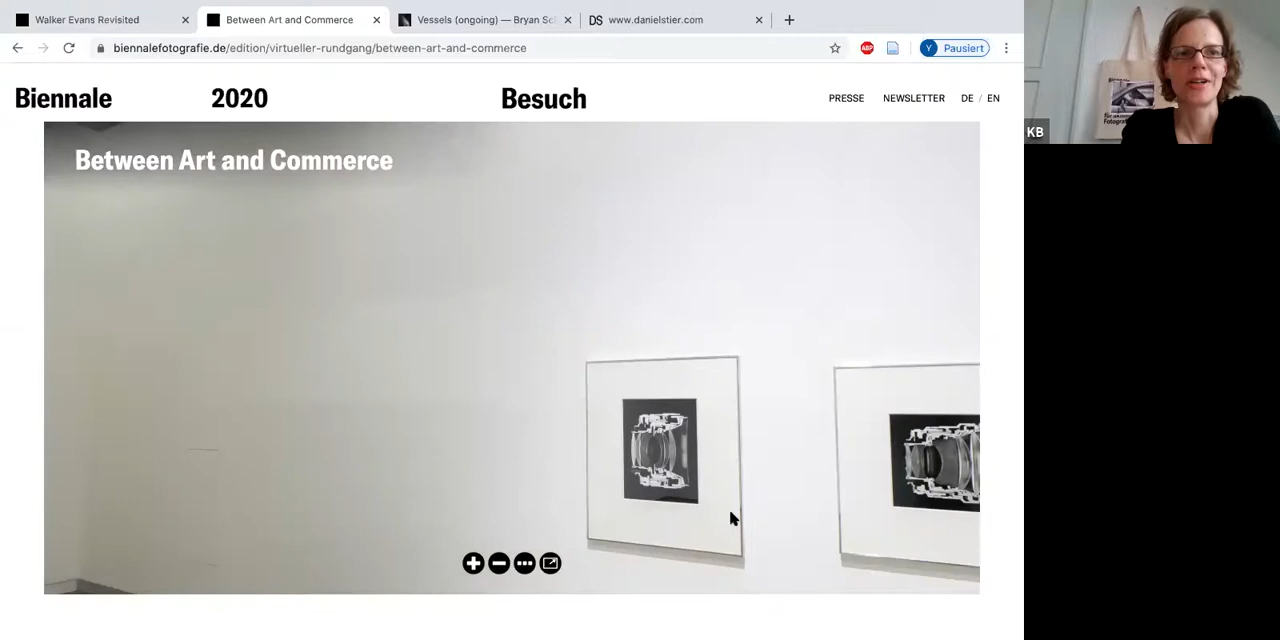 Walker Evans Revisited
Between Art and Commerce
Vessels (ongoing) — Bryan Sc
DS www.danielstier.com
biennalefotografie.de/edition/virtueller-rundgang/between-art-and-commerce
ABP
Y Pausiert
Biennale 2020 Besuch PRESSE NEWSLETTER DE / EN
Between Art and Commerce
KB